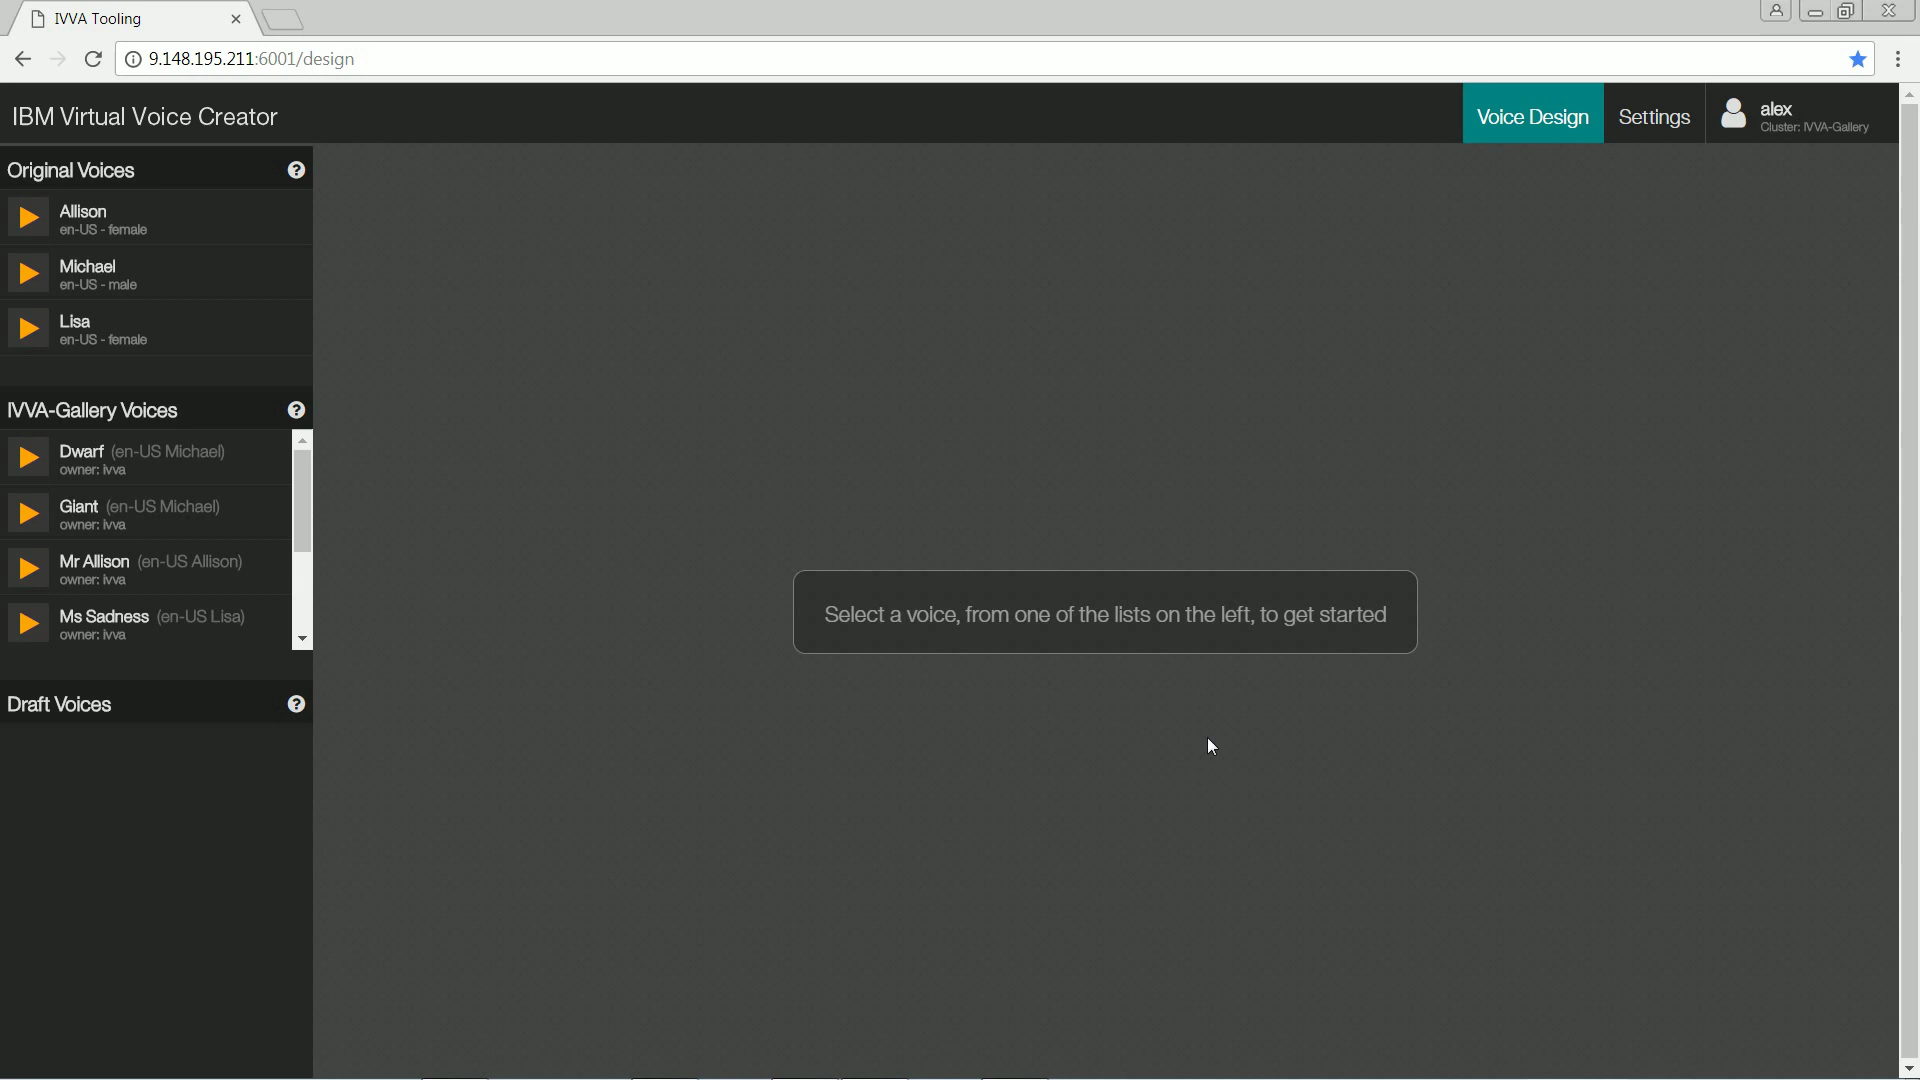 IVVA Tooling
9.148.195.211:6001/design
IBM Virtual Voice Creator
Voice Design
Settings
alex
Cluster: IVVA-Gallery
Original Voices
Allison
en-US - female
Michael
en-US - male
Lisa
en-US - female
IVVA-Gallery Voices
Dwarf (en-US Michael)
owner: ivva
Giant (en-US Michael)
owner: ivva
Mr Allison (en-US Allison)
owner: ivva
Ms Sadness (en-US Lisa)
owner: ivva
Draft Voices
Select a voice, from one of the lists on the left, to get started